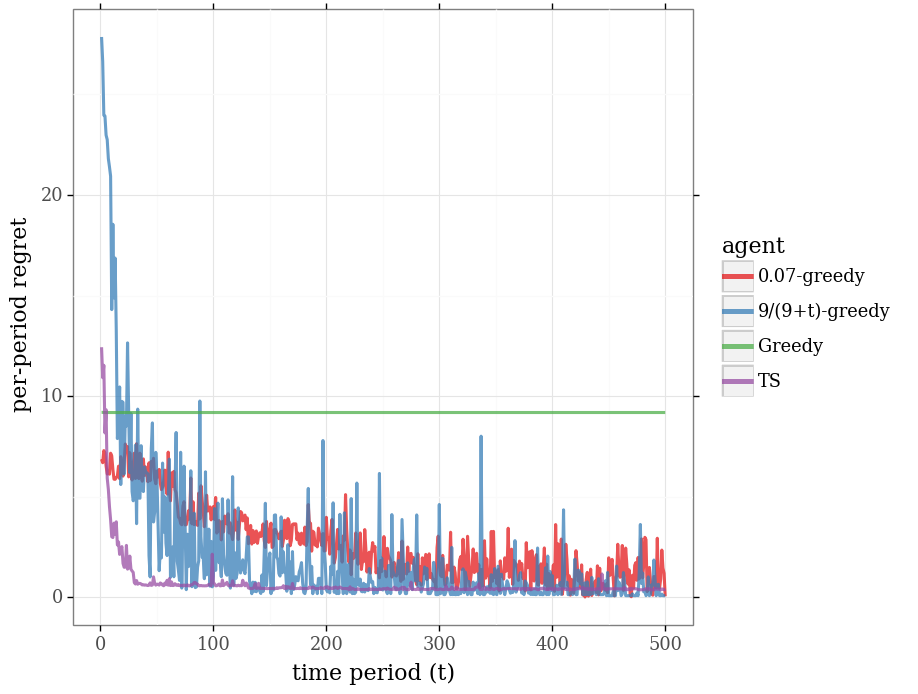 20
10
0
per-period regret
0 100 200 300 400 500
time period (t)
agent
0.07-greedy
9/(9+t)-greedy
Greedy
TS